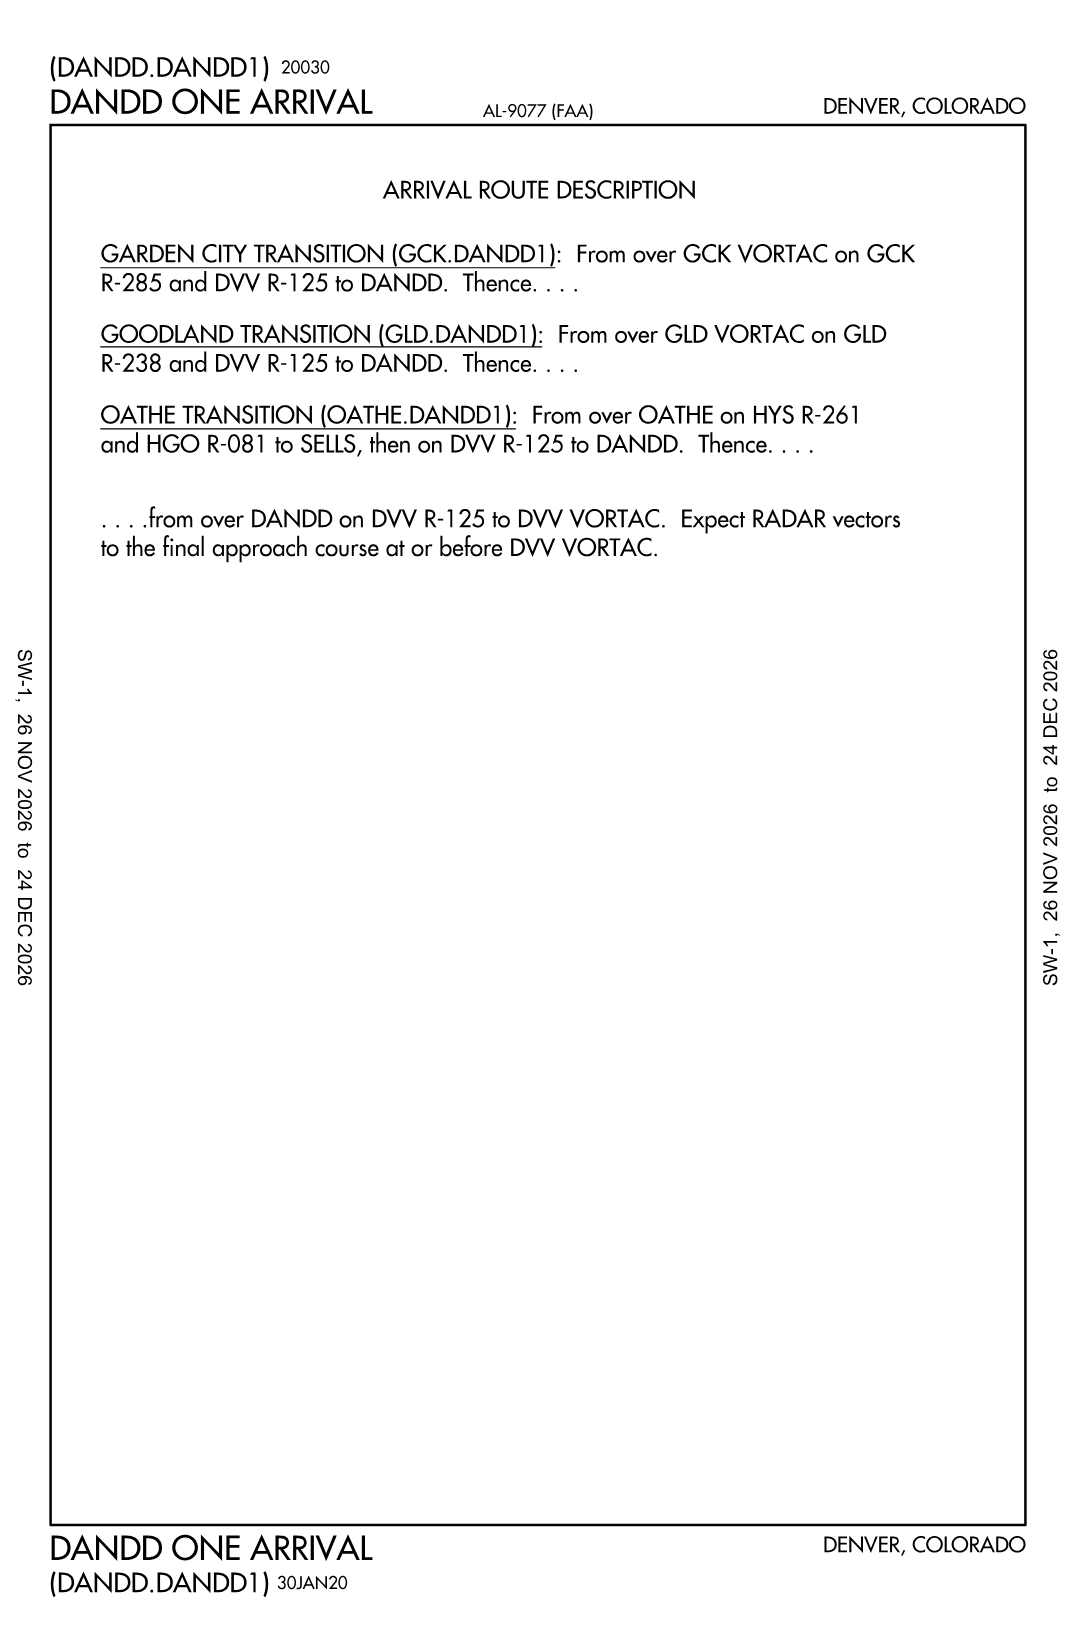 (DANDD.DANDD1) 20030
DANDD ONE ARRIVAL
AL-9077 (FAA)
DENVER, COLORADO
ARRIVAL ROUTE DESCRIPTION
GARDEN CITY TRANSITION (GCK.DANDD1): From over GCK VORTAC on GCK
R-285 and DVV R-125 to DANDD. Thence. . . .
GOODLAND TRANSITION (GLD.DANDD1): From over GLD VORTAC on GLD
R-238 and DVV R-125 to DANDD. Thence. . . .
OATHE TRANSITION (OATHE.DANDD1): From over OATHE on HYS R-261
and HGO R-081 to SELLS, then on DVV R-125 to DANDD. Thence. . . .
. . . .from over DANDD on DVV R-125 to DVV VORTAC. Expect RADAR vectors
to the final approach course at or before DVV VORTAC.
SW-1, 26 NOV 2026 to 24 DEC 2026
SW-1, 26 NOV 2026 to 24 DEC 2026
DANDD ONE ARRIVAL
(DANDD.DANDD1) 30JAN20
DENVER, COLORADO